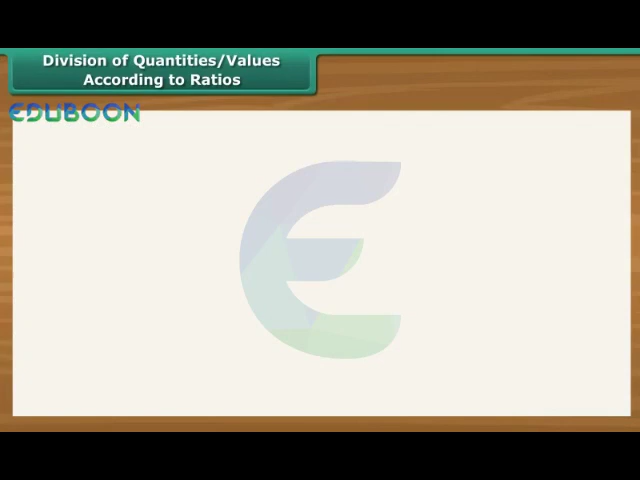 Division of Quantities/Values
According to Ratios
EDUBOON